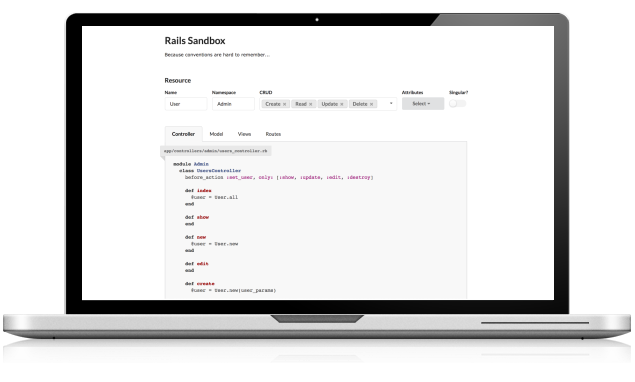 Rails Sandbox
Because conventions are hard to remember...
Resource
Name Namespace CRUD Attributes Singular?
User Admin Create × Read × Update × Delete × Select
Controller Model Views Routes
app/controllers/admin/users_controller.rb
module Admin
class UsersController
before_action :set_user, only: [:show, :update, :edit, :destroy]
def index
@user = User.all
end
def show
end
def new
@user = User.new
end
def edit
end
def create
@user = User.new(user_params)